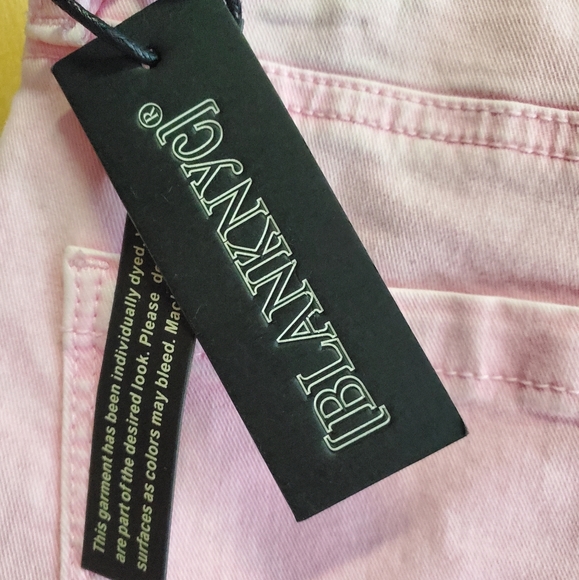 [BLANKNYC]®
This garment has been individually dyed.
are part of the desired look. Please
surfaces as colors may bleed.